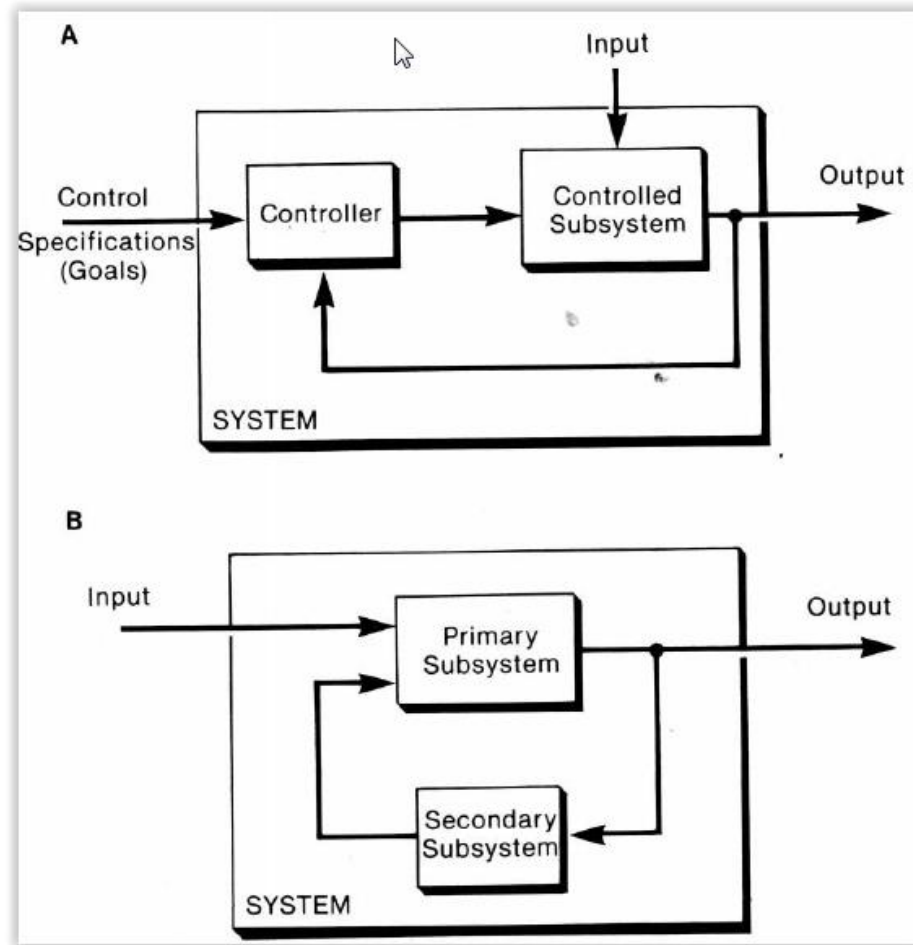 A
Input
Control
Specifications
(Goals)
Controller
Controlled
Subsystem
Output
SYSTEM
B
Input
Primary
Subsystem
Output
Secondary
Subsystem
SYSTEM